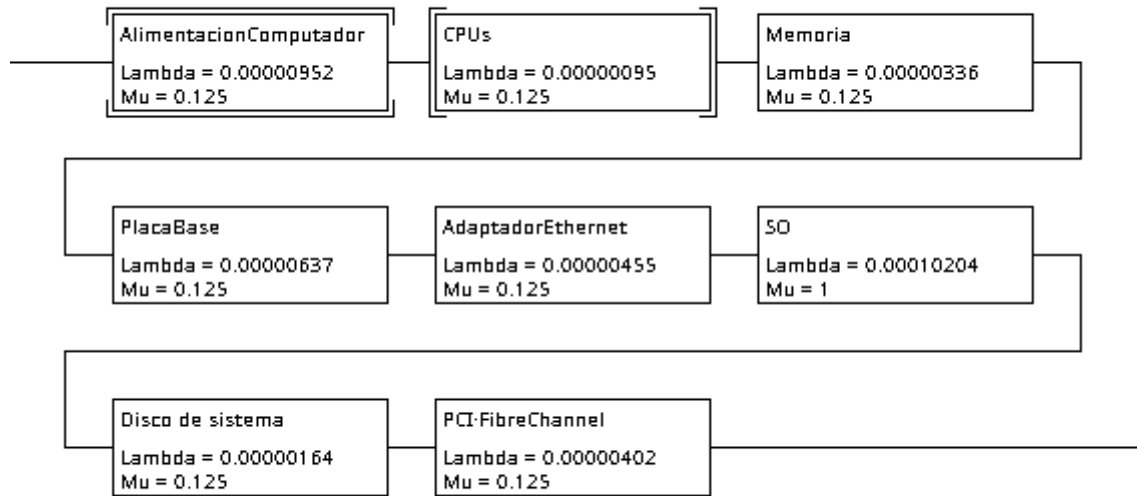 AlimentacionComputador
Lambda = 0.00000952
Mu = 0.125
CPUs
Lambda = 0.00000095
Mu = 0.125
Memoria
Lambda = 0.00000336
Mu = 0.125
PlacaBase
Lambda = 0.00000637
Mu = 0.125
AdaptadorEthernet
Lambda = 0.00000455
Mu = 0.125
SO
Lambda = 0.00010204
Mu = 1
Disco de sistema
Lambda = 0.00000164
Mu = 0.125
PCI-FibreChannel
Lambda = 0.00000402
Mu = 0.125